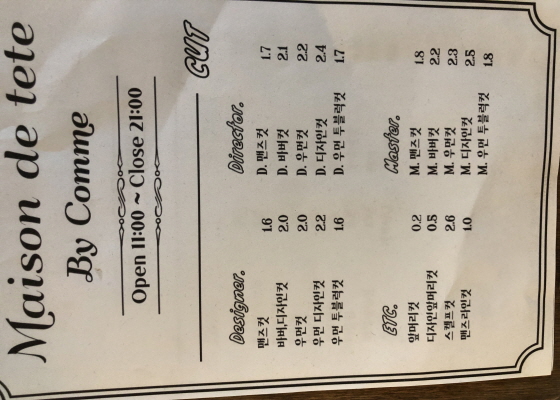 Maison de tete
By Comme
Open 11:00 ~ Close 21:00
CUT
Designer.
맨즈컷 1.6
바버,디자인컷 2.0
우먼컷 2.0
우먼 디자인컷 2.2
우먼 투블럭컷 1.6
Director.
D. 맨즈컷 1.7
D. 바버컷 2.1
D. 우먼컷 2.2
D. 디자인컷 2.4
D. 우먼 투블럭컷 1.7
ETC.
앞머리컷 0.2
디자인앞머리컷 0.5
스컬프컷 2.6
맨즈라인컷 1.0
Master.
M. 맨즈컷 1.8
M. 바버컷 2.2
M. 우먼컷 2.3
M. 디자인컷 2.5
M. 우먼 투블럭컷 1.8